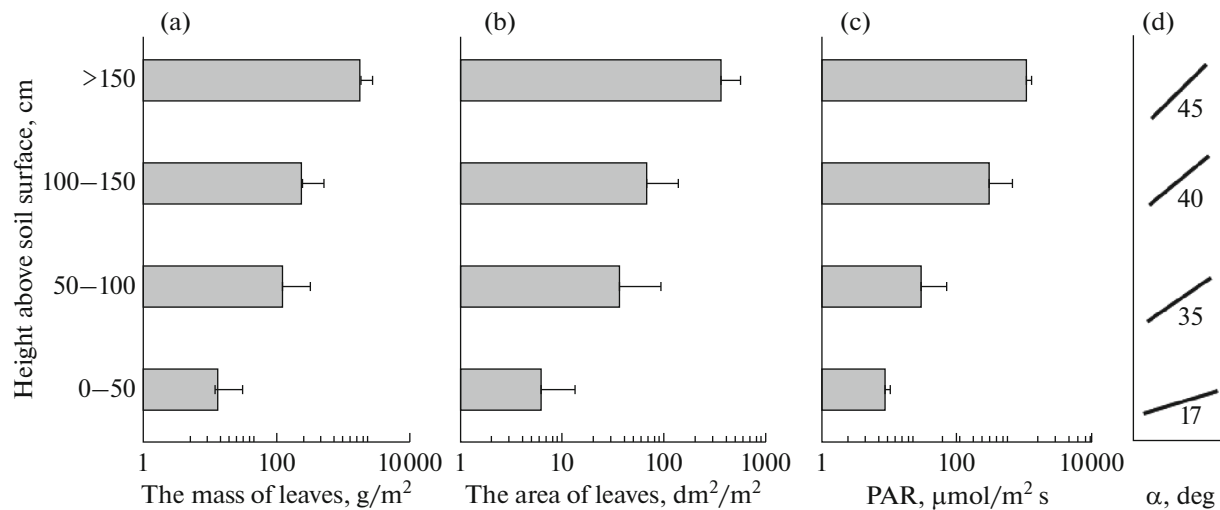 (a) (b) (c) (d)
Height above soil surface, cm
>150
100–150
50–100
0–50
45
40
35
17
1 100 10000
1 10 100 1000
1 100 10000
The mass of leaves, g/m²
The area of leaves, dm²/m²
PAR, µmol/m² s
α, deg